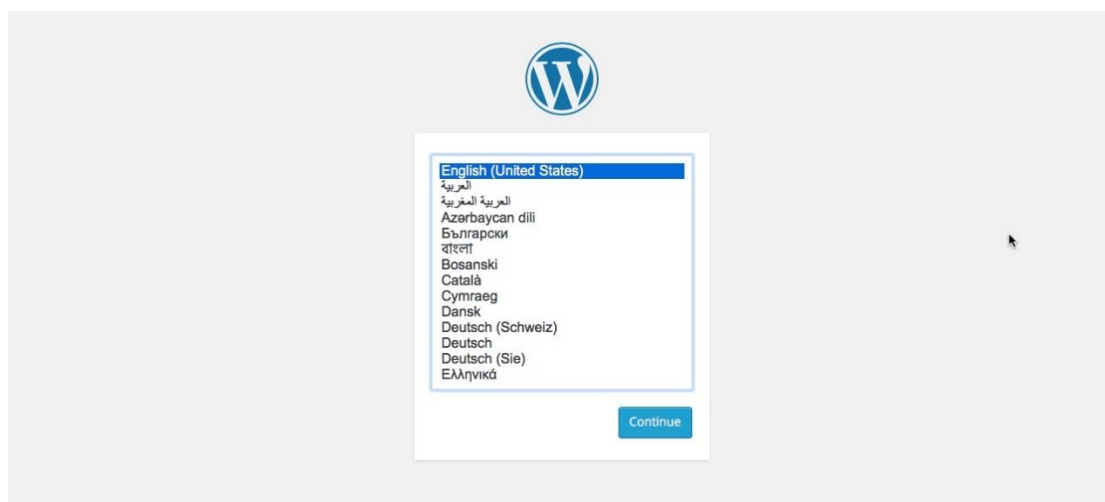 English (United States)
العربية
العربية المغربية
Azərbaycan dili
Български
বাংলা
Bosanski
Català
Cymraeg
Dansk
Deutsch (Schweiz)
Deutsch
Deutsch (Sie)
Ελληνικά
Continue